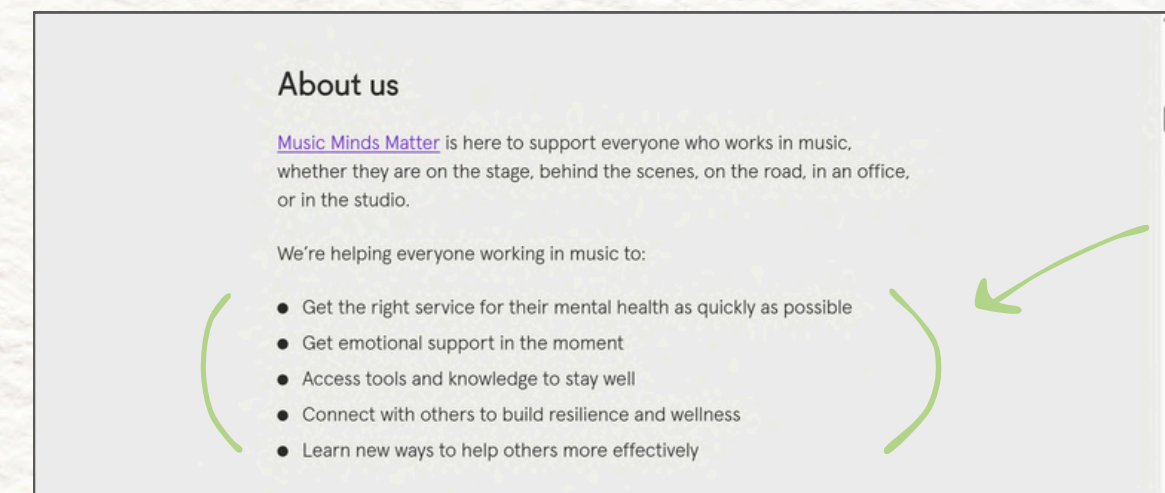 About us
Music Minds Matter is here to support everyone who works in music,
whether they are on the stage, behind the scenes, on the road, in an office,
or in the studio.
We're helping everyone working in music to:
Get the right service for their mental health as quickly as possible
Get emotional support in the moment
Access tools and knowledge to stay well
Connect with others to build resilience and wellness
Learn new ways to help others more effectively